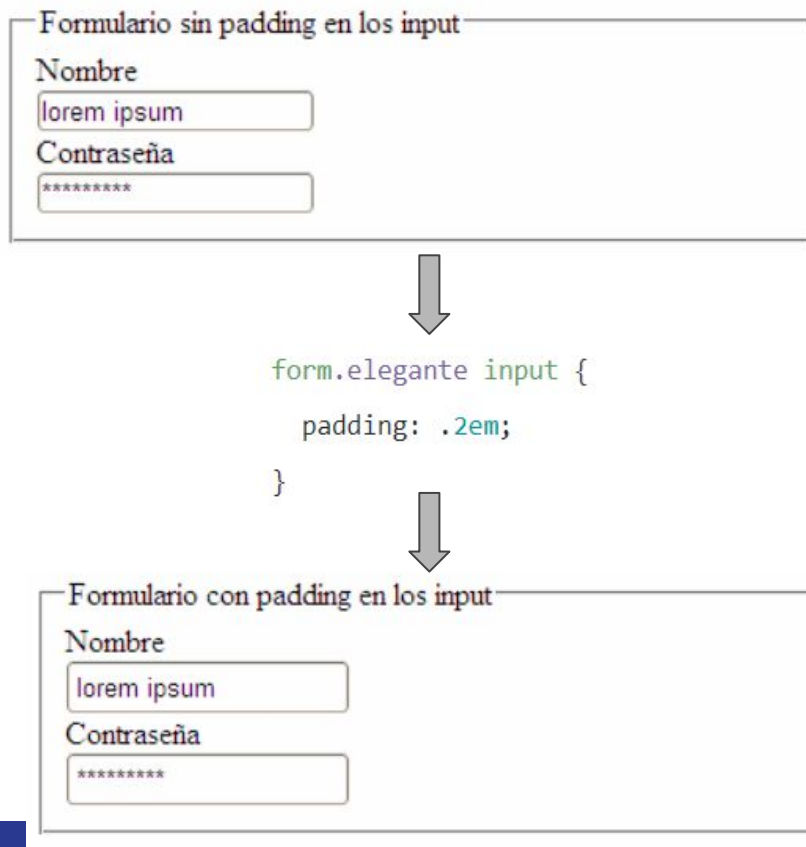 Formulario sin padding en los input
Nombre
lorem ipsum
Contraseña
*********
form.elegante input {
padding: .2em;
}
Formulario con padding en los input
Nombre
lorem ipsum
Contraseña
*********